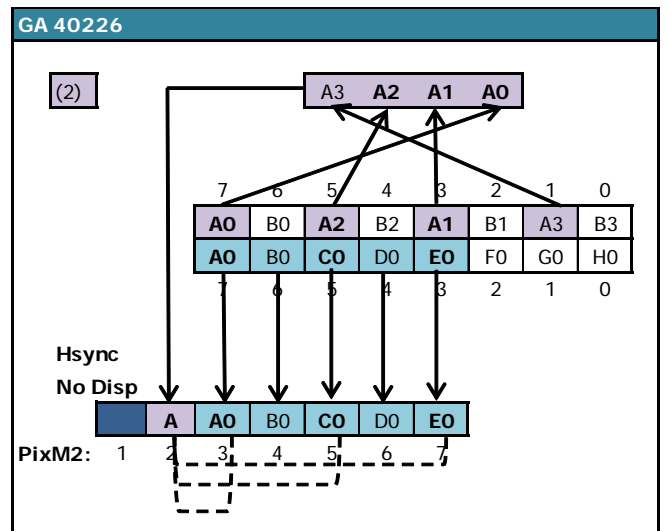 GA 40226
(2) A3 A2 A1 A0
7 6 5 4 3 2 1 0
A0 B0 A2 B2 A1 B1 A3 B3
A0 B0 C0 D0 E0 F0 G0 H0
7 6 5 4 3 2 1 0
Hsync
No Disp
A A0 B0 C0 D0 E0
PixM2: 1 2 3 4 5 6 7